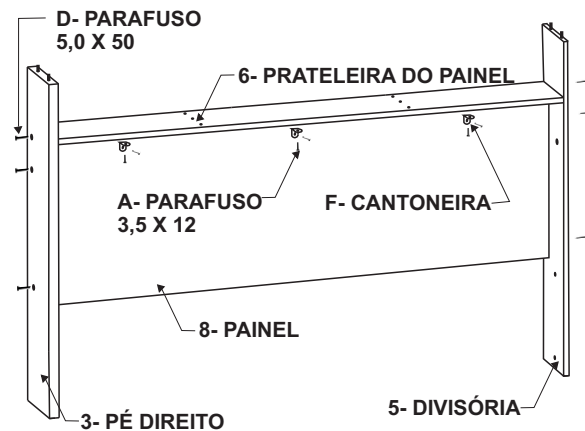 D- PARAFUSO
5,0 X 50
6- PRATELEIRA DO PAINEL
A- PARAFUSO
3,5 X 12
F- CANTONEIRA
8- PAINEL
3- PÉ DIREITO
5- DIVISÓRIA